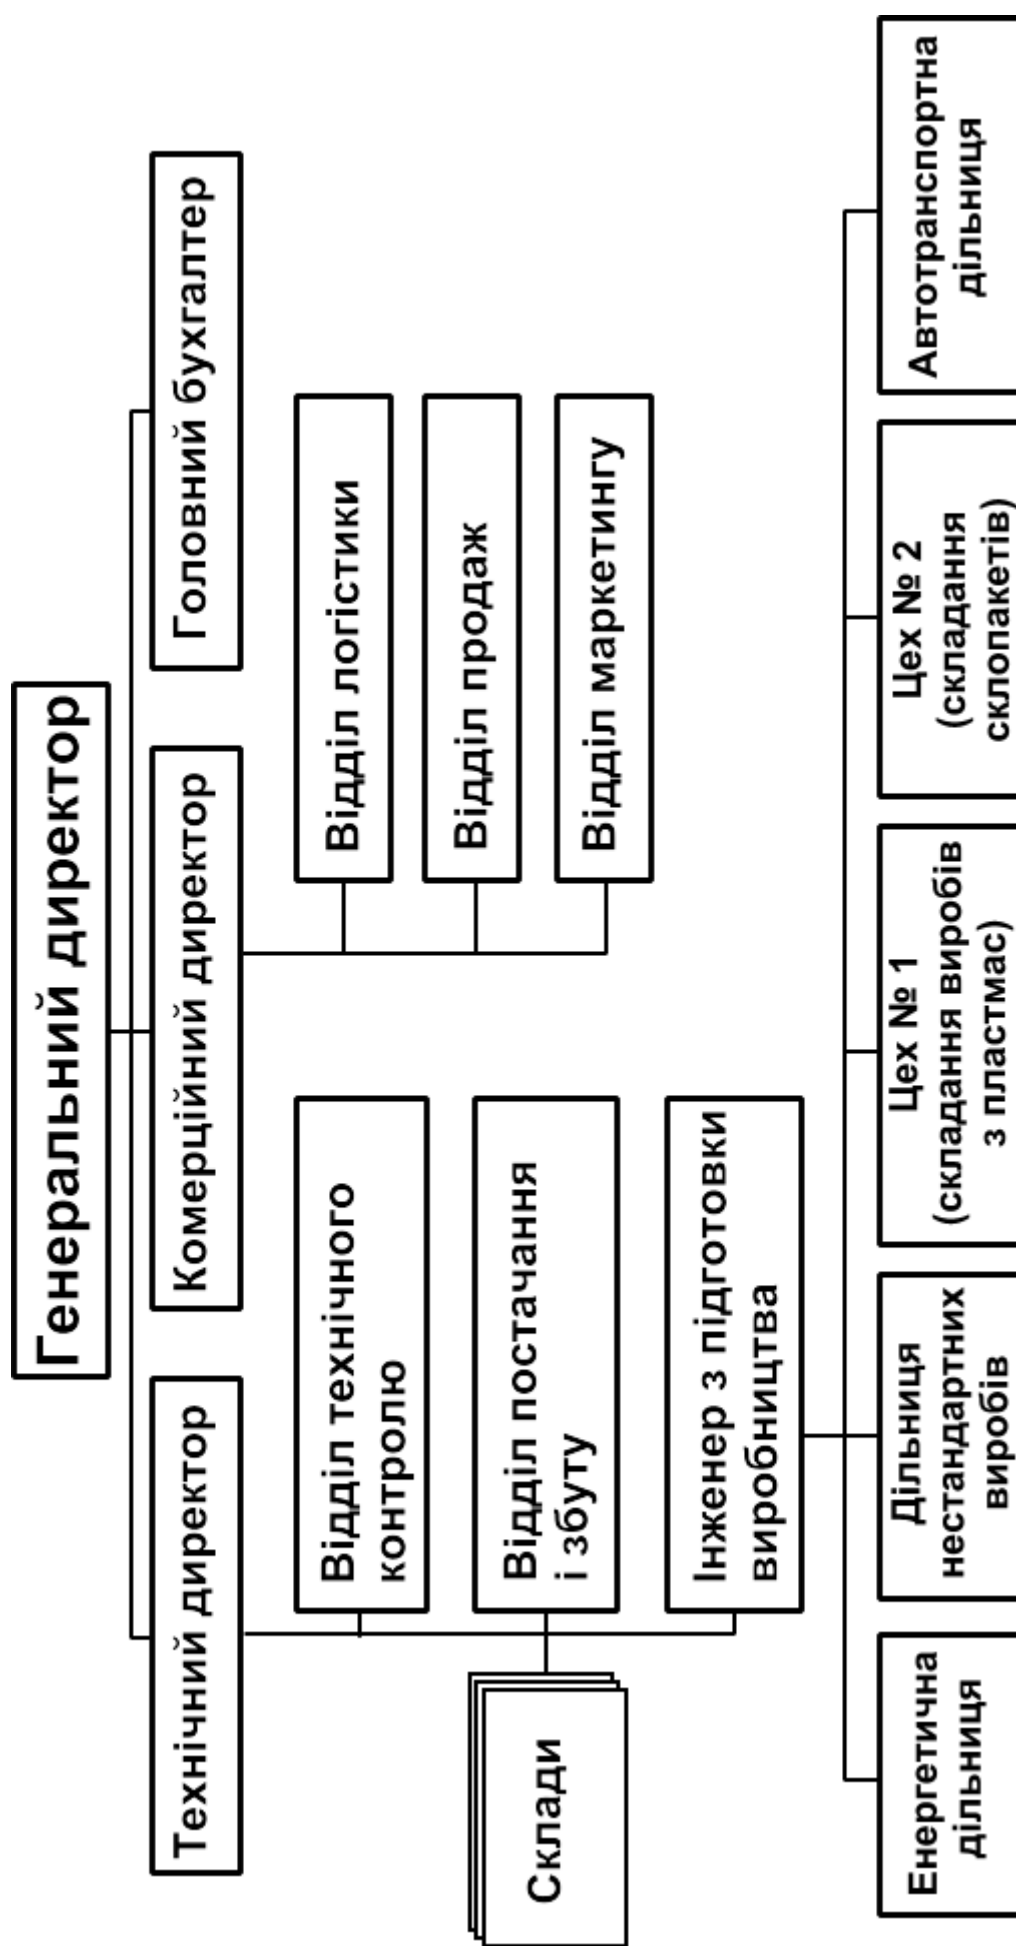 Генеральний директор
Технічний директор
Комерційний директор
Головний бухгалтер
Відділ технічного
контролю
Відділ логістики
Відділ продаж
Відділ маркетингу
Склади
Відділ постачання
і збуту
Інженер з підготовки
виробництва
Енергетична
дільниця
Дільниця
нестандартних
виробів
Цех № 1
(складання виробів
з пластмас)
Цех № 2
(складання
склопакетів)
Автотранспортна
дільниця